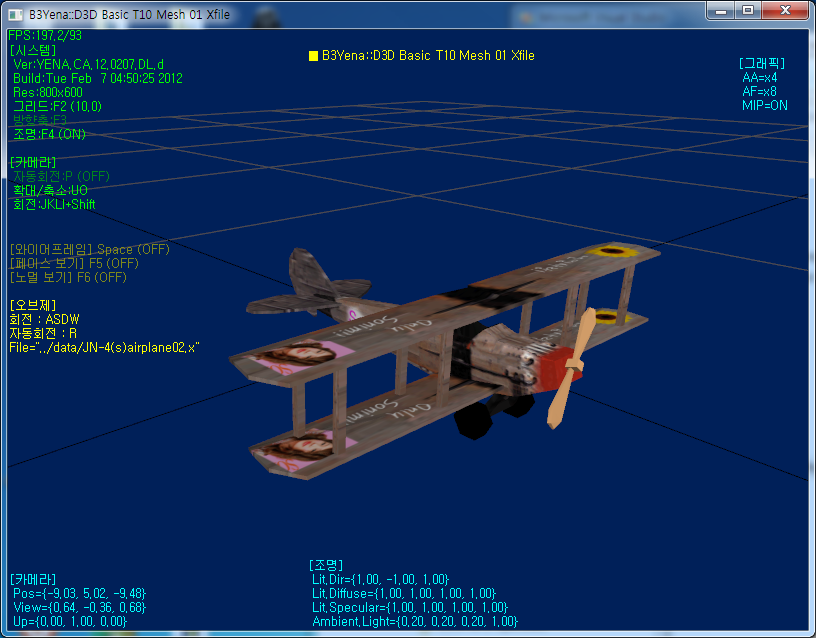 B3Yena::D3D Basic T10 Mesh 01 Xfile
FPS:197.2/93
[시스템]
Ver:YENA.CA.12.0207.DL.d
Build:Tue Feb 7 04:50:25 2012
Res:800x600
그리드:F2 (10,0)
방향축:F3
조명:F4 (ON)
[카메라]
자동회전:P (OFF)
확대/축소:UO
회전:JKLI+Shift
[와이어프레임] Space (OFF)
[페이스 보기] F5 (OFF)
[노멀 보기] F6 (OFF)
[오브제]
회전 : ASDW
자동회전 : R
File="../data/JN-4(s)airplane02.x"
B3Yena::D3D Basic T10 Mesh 01 Xfile
[그래픽]
AA=x4
AF=x8
MIP=ON
[카메라]
Pos={-9.03, 5.02, -9.48}
View={0.64, -0.36, 0.68}
Up={0.00, 1.00, 0.00}
[조명]
Lit.Dir={1.00, -1.00, 1.00}
Lit.Diffuse={1.00, 1.00, 1.00, 1.00}
Lit.Specular={1.00, 1.00, 1.00, 1.00}
Ambient.Light={0.20, 0.20, 0.20, 1.00}